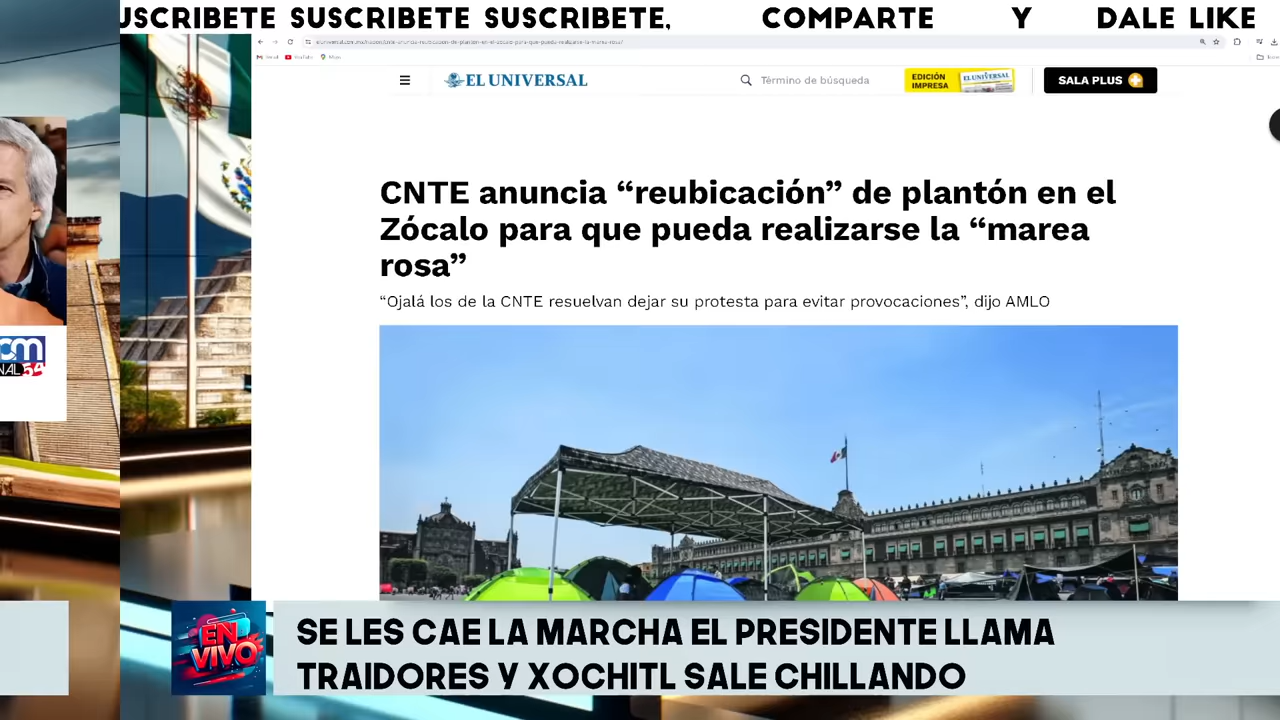 USCRIBETE SUSCRIBETE SUSCRIBETE, COMPARTE Y DALE LIKE
EL UNIVERSAL
Término de búsqueda
EDICIÓN
IMPRESA
EL UNIVERSAL
SALA PLUS
CNTE anuncia “reubicación” de plantón en el
Zócalo para que pueda realizarse la “marea
rosa”
“Ojalá los de la CNTE resuelvan dejar su protesta para evitar provocaciones”, dijo AMLO
EN
VIVO
SE LES CAE LA MARCHA EL PRESIDENTE LLAMA
TRAIDORES Y XOCHITL SALE CHILLANDO